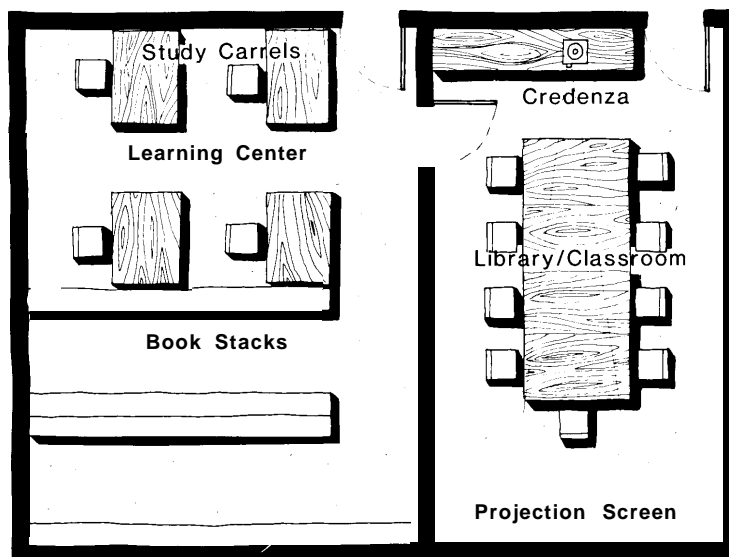 Study Carrels
Credenza
Learning Center
Library/Classroom
Book Stacks
Projection Screen